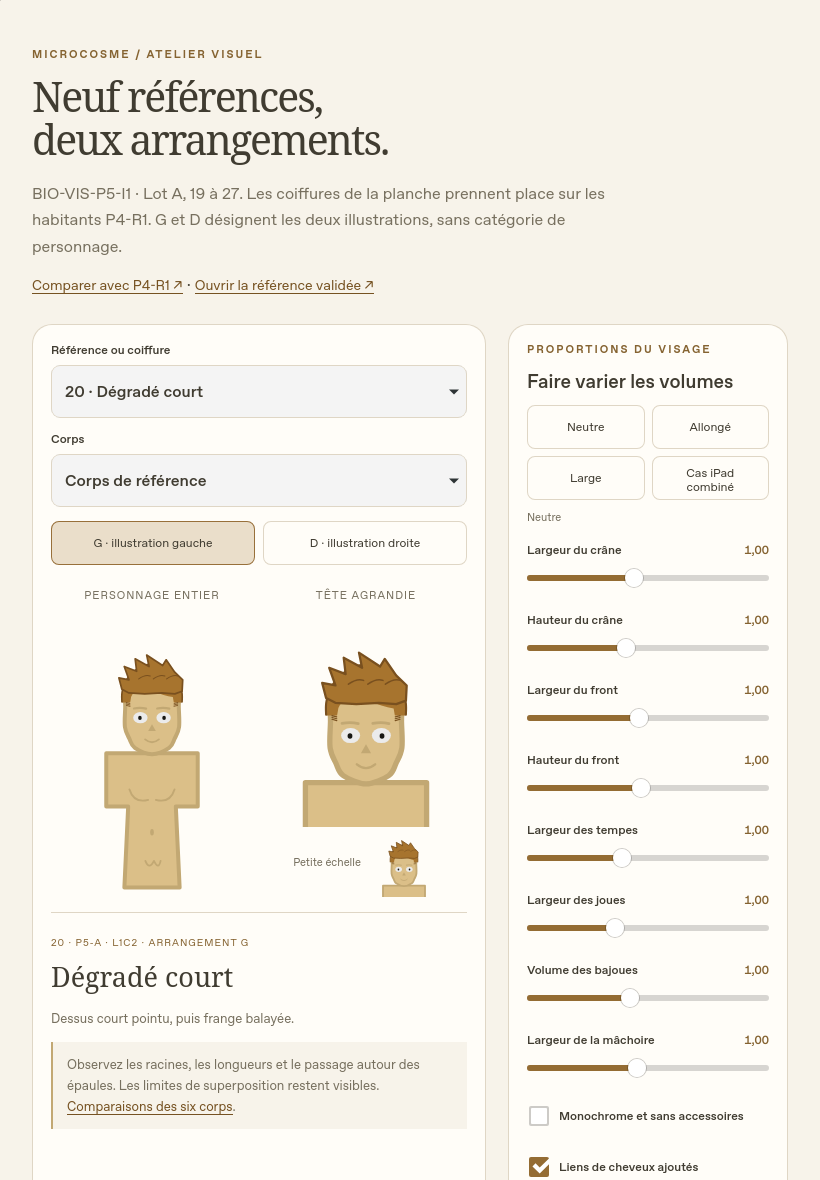 MICROCOSME / ATELIER VISUEL
Neuf références,
deux arrangements.
BIO-VIS-P5-I1 · Lot A, 19 à 27. Les coiffures de la planche prennent place sur les
habitants P4-R1. G et D désignent les deux illustrations, sans catégorie de
personnage.
Comparer avec P4-R1 ↗ · Ouvrir la référence validée ↗
Référence ou coiffure
20 · Dégradé court
Corps
Corps de référence
G · illustration gauche
D · illustration droite
PERSONNAGE ENTIER
TÊTE AGRANDIE
Petite échelle
20 · P5-A · L1C2 · ARRANGEMENT G
Dégradé court
Dessus court pointu, puis frange balayée.
Observez les racines, les longueurs et le passage autour des
épaules. Les limites de superposition restent visibles.
Comparaisons des six corps.
PROPORTIONS DU VISAGE
Faire varier les volumes
Neutre
Allongé
Large
Cas iPad
combiné
Neutre
Largeur du crâne 1,00
Hauteur du crâne 1,00
Largeur du front 1,00
Hauteur du front 1,00
Largeur des tempes 1,00
Largeur des joues 1,00
Volume des bajoues 1,00
Largeur de la mâchoire 1,00
Monochrome et sans accessoires
Liens de cheveux ajoutés